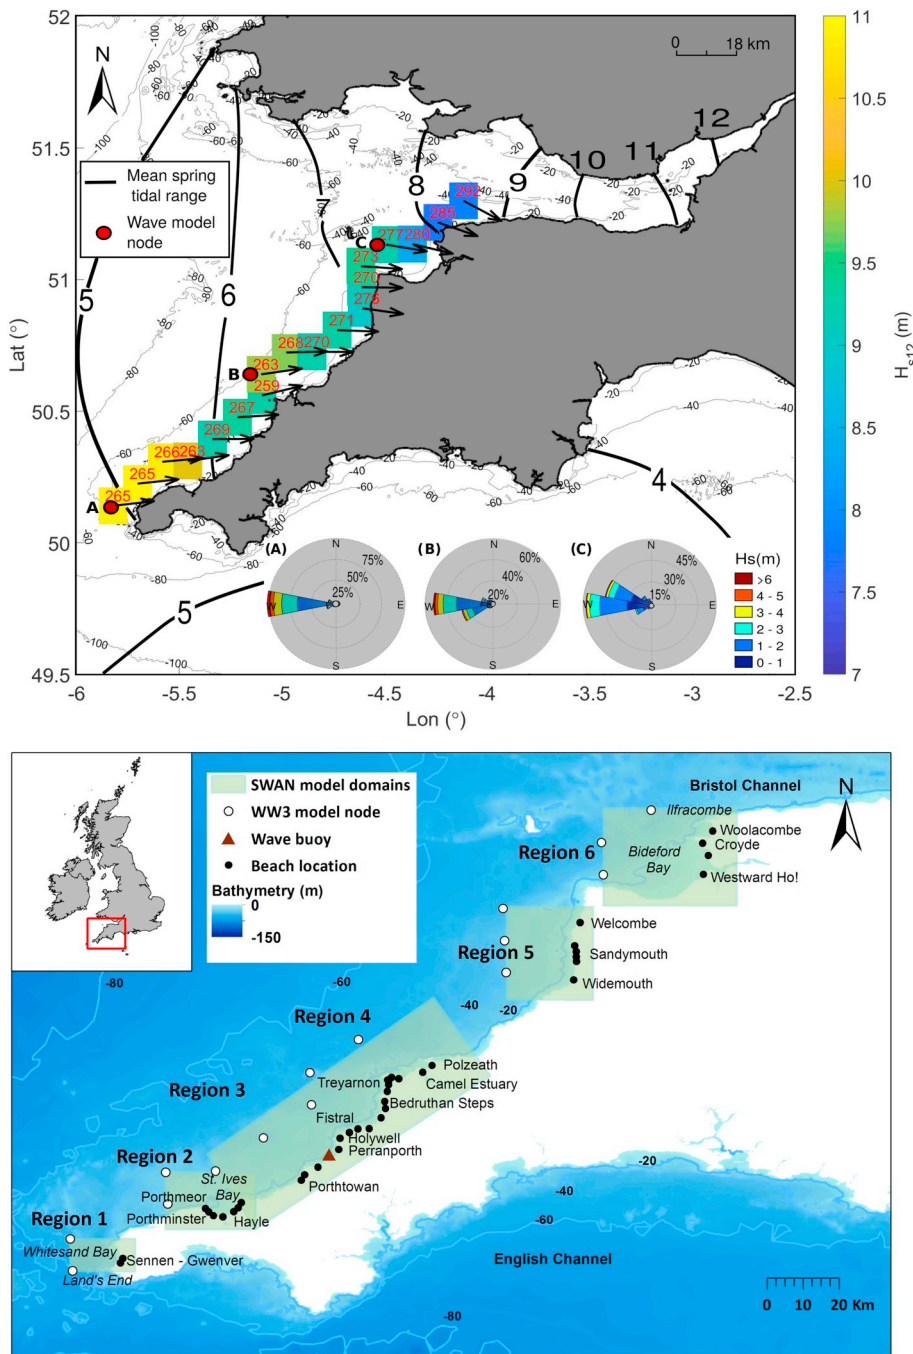 52
51.5
51
50.5
50
49.5
Lat (°)
-6
-5.5
-5
-4.5
-4
-3.5
-3
-2.5
Lon (°)
N
0 18 km
Mean spring
tidal range
Wave model
node
5
6
7
8
9
10
11
12
4
5
292
285
277
280
273
270
275
271
268
270
263
259
267
269
266
263
265
265
A
B
C
(A)
N
75%
50%
25%
W
E
S
(B)
N
60%
40%
20%
W
E
S
(C)
N
45%
30%
15%
W
E
S
Hs(m)
>6
4 - 5
3 - 4
2 - 3
1 - 2
0 - 1
11
10.5
10
9.5
9
8.5
8
7.5
7
Hs12 (m)
SWAN model domains
WW3 model node
Wave buoy
Beach location
Bathymetry (m)
0
-150
Bristol Channel
N
Ilfracombe
Woolacombe
Croyde
Region 6
Bideford
Bay
Westward Ho!
Welcombe
Region 5
Sandymouth
Widemouth
-80
-60
-40
-20
Region 4
Polzeath
Region 3
Treyarnon
Camel Estuary
Bedruthan Steps
Fistral
Holywell
Perranporth
Region 2
St. Ives
Bay
Porthtowan
Porthmeor
Porthminster
Hayle
Region 1
Whitesand Bay
Sennen - Gwenver
Land's End
-20
-40
-60
English Channel
-80
0 10 20 Km